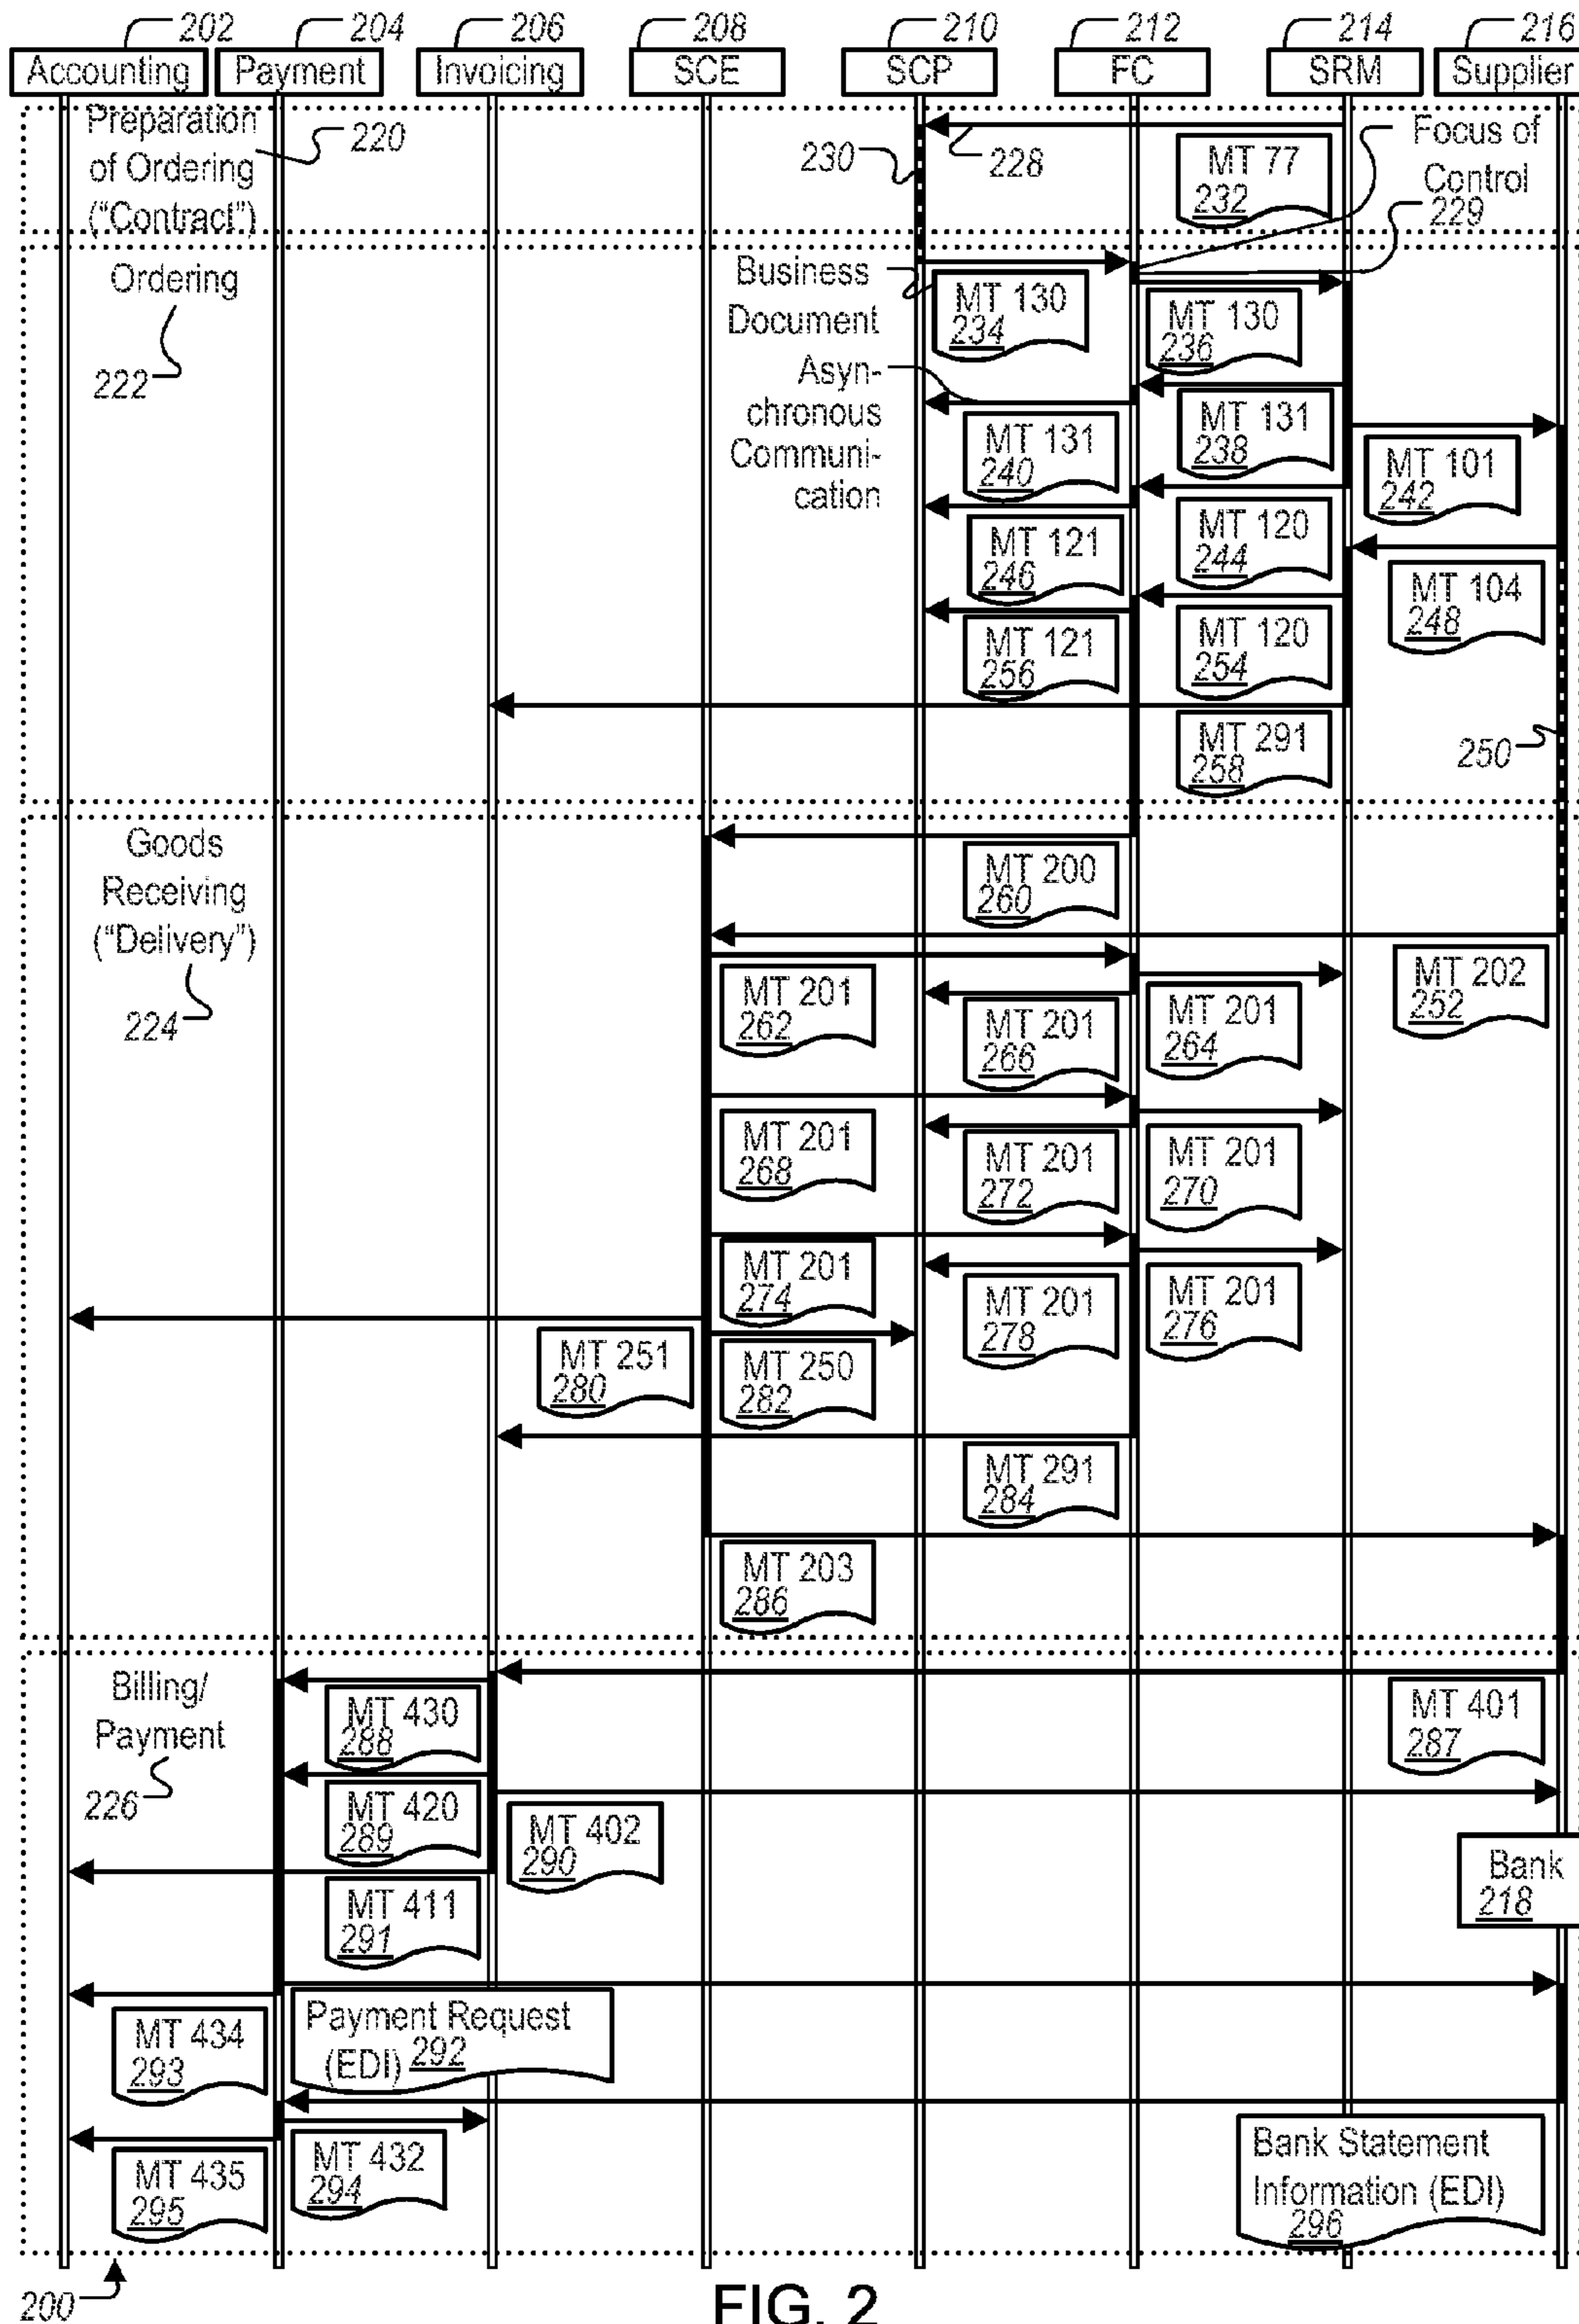 202 204 206 208 210 212 214 216
Accounting Payment Invoicing SCE SCP FC SRM Supplier
Preparation
of Ordering
("Contract")
220
230
228
MT 77
232
Focus of
Control
229
Ordering
222
Business
Document
MT 130
234
MT 130
236
Asyn-
chronous
Communi-
cation
MT 131
240
MT 131
238
MT 101
242
MT 121
246
MT 120
244
MT 104
248
MT 121
256
MT 120
254
MT 291
258
250
Goods
Receiving
("Delivery")
224
MT 200
260
MT 202
252
MT 201
262
MT 201
266
MT 201
264
MT 201
268
MT 201
272
MT 201
270
MT 201
274
MT 201
278
MT 201
276
MT 251
280
MT 250
282
MT 291
284
MT 203
286
Billing/
Payment
226
MT 430
288
MT 401
287
MT 420
289
MT 402
290
Bank
218
MT 411
291
MT 434
293
Payment Request
(EDI) 292
MT 435
295
MT 432
294
Bank Statement
Information (EDI)
296
200
FIG. 2